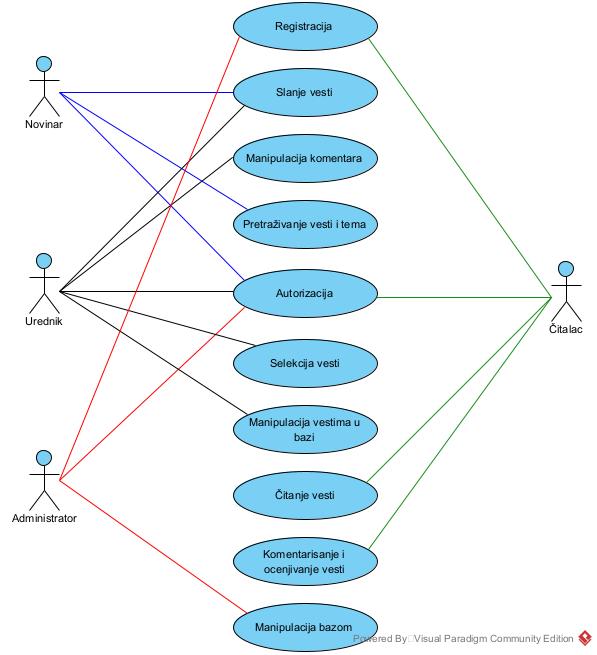 Registracija
Slanje vesti
Novinar
Manipulacija komentara
Pretraživanje vesti i tema
Autorizacija
Urednik
Čitalac
Selekcija vesti
Manipulacija vestima u
bazi
Čitanje vesti
Administrator
Komentarisanje i
ocenjivanje vesti
Manipulacija bazom
Powered By Visual Paradigm Community Edition